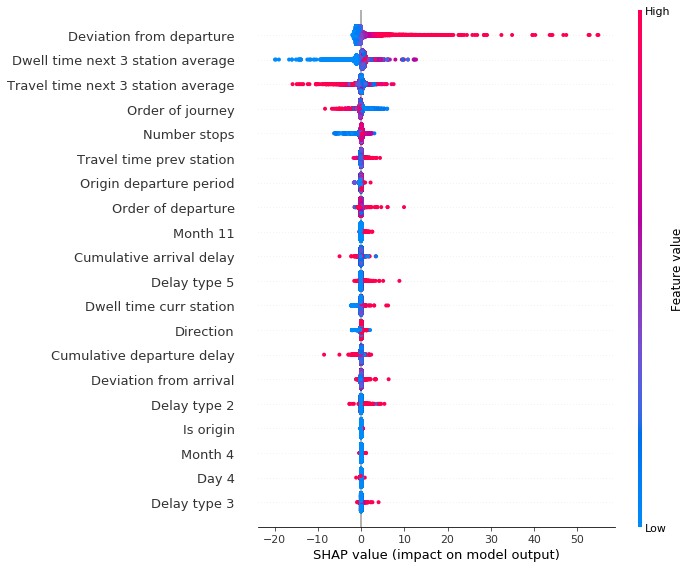 High
Deviation from departure
Dwell time next 3 station average
Travel time next 3 station average
Order of journey
Number stops
Travel time prev station
Origin departure period
Order of departure
Month 11
Cumulative arrival delay
Delay type 5
Dwell time curr station
Direction
Cumulative departure delay
Deviation from arrival
Delay type 2
Is origin
Month 4
Day 4
Delay type 3
Feature value
Low
−20 −10 0 10 20 30 40 50
SHAP value (impact on model output)